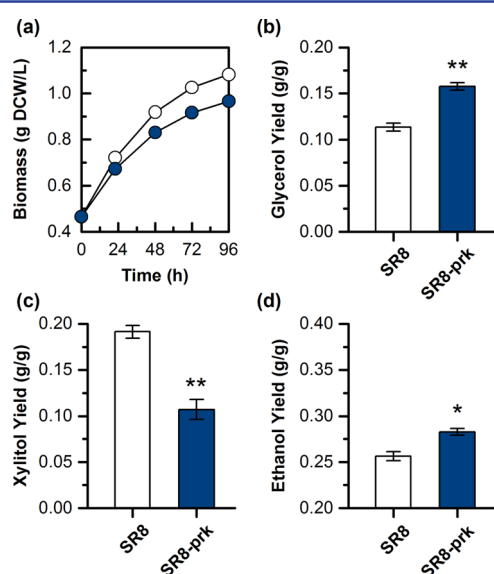 (a)
Biomass (g DCW/L)
1.2
1.0
0.8
0.6
0.4
0 24 48 72 96
Time (h)
(b)
Glycerol Yield (g/g)
0.20
0.15
0.10
0.05
0.00
**
SR8
SR8-prk
(c)
Xylitol Yield (g/g)
0.20
0.15
0.10
0.05
0.00
**
SR8
SR8-prk
(d)
Ethanol Yield (g/g)
0.40
0.35
0.30
0.25
0.20
*
SR8
SR8-prk